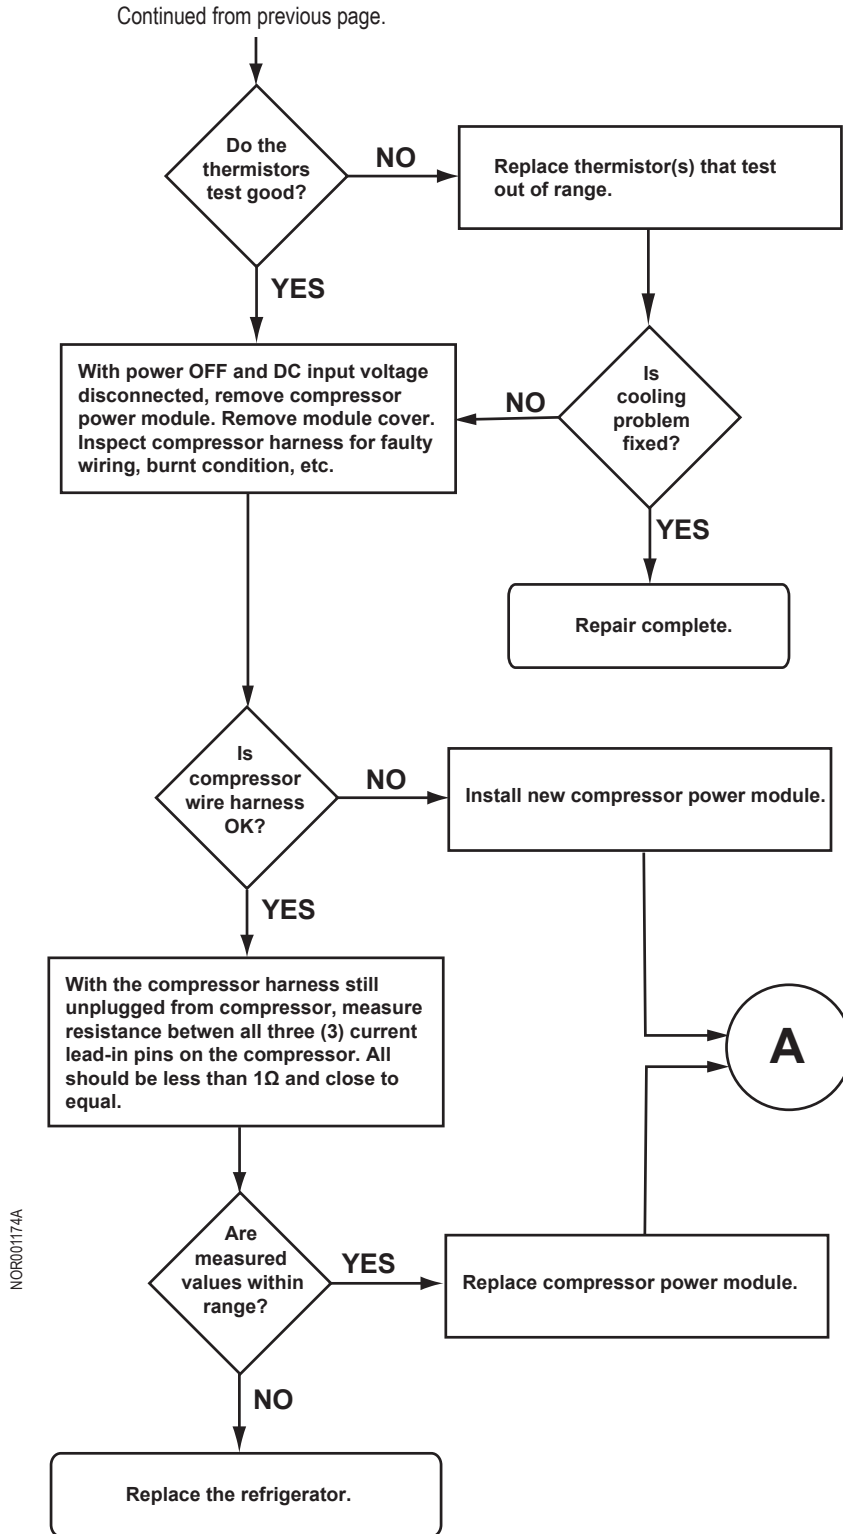 Continued from previous page.
Do the
thermistors
test good?
NO
Replace thermistor(s) that test
out of range.
YES
With power OFF and DC input voltage
disconnected, remove compressor
power module. Remove module cover.
Inspect compressor harness for faulty
wiring, burnt condition, etc.
NO
Is
cooling
problem
fixed?
YES
Repair complete.
Is
compressor
wire harness
OK?
NO
Install new compressor power module.
YES
With the compressor harness still
unplugged from compressor, measure
resistance betwen all three (3) current
lead-in pins on the compressor. All
should be less than 1Ω and close to
equal.
A
Are
measured
values within
range?
YES
Replace compressor power module.
NO
Replace the refrigerator.
NOR001174A